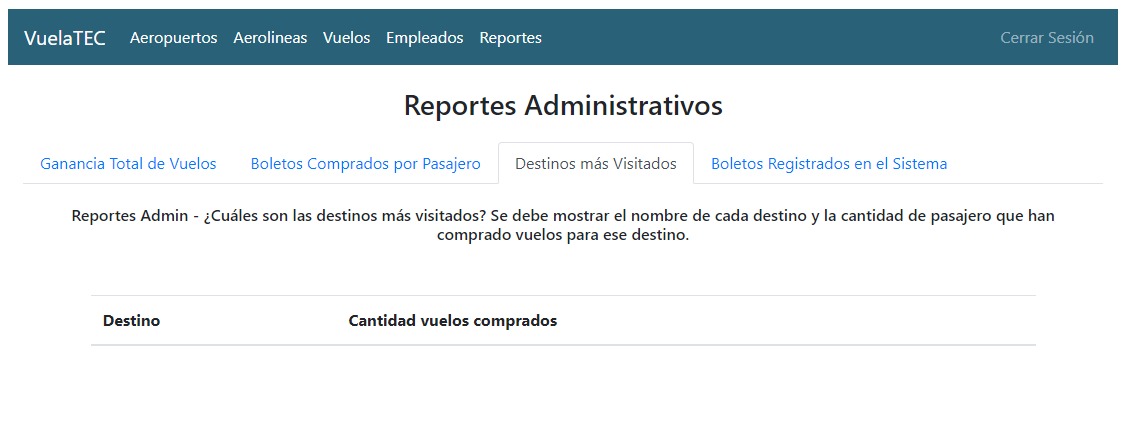 VuelaTEC Aeropuertos Aerolineas Vuelos Empleados Reportes Cerrar Sesión
Reportes Administrativos
Ganancia Total de Vuelos Boletos Comprados por Pasajero Destinos más Visitados Boletos Registrados en el Sistema
Reportes Admin - ¿Cuáles son las destinos más visitados? Se debe mostrar el nombre de cada destino y la cantidad de pasajero que han
comprado vuelos para ese destino.
Destino Cantidad vuelos comprados